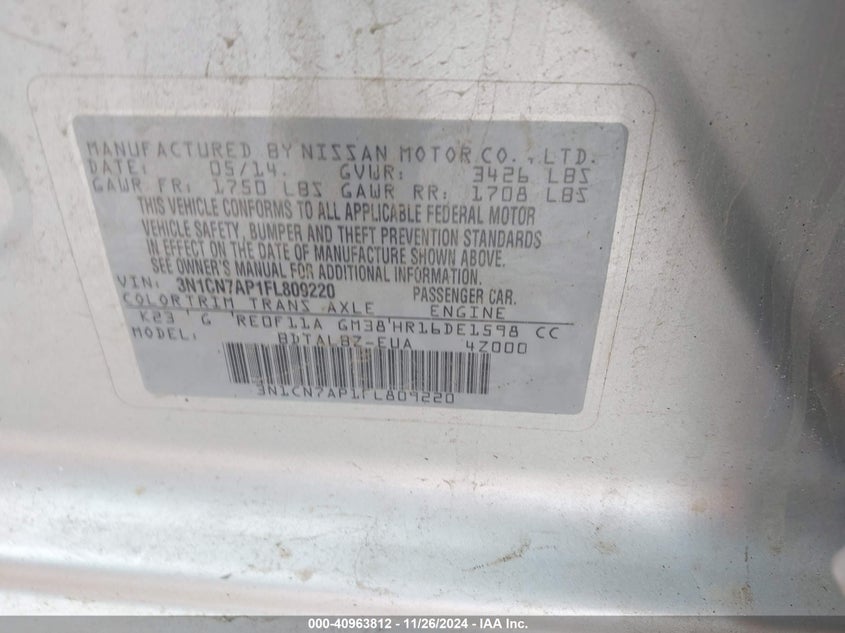 MANUFACTURED BY NISSAN MOTOR CO., LTD.
DATE: 05/14. GVWR: 3426 LBS
GAWR FR: 1750 LBS GAWR RR: 1708 LBS
THIS VEHICLE CONFORMS TO ALL APPLICABLE FEDERAL MOTOR
VEHICLE SAFETY, BUMPER AND THEFT PREVENTION STANDARDS
IN EFFECT ON THE DATE OF MANUFACTURE SHOWN ABOVE.
SEE OWNER'S MANUAL FOR ADDITIONAL INFORMATION.
VIN: 3N1CN7AP1FL809220 PASSENGER CAR.
COLOR TRIM TRANS AXLE ENGINE
K23 G RE0F11A GM38 HR16DE1598 CC
MODEL: BDTALBZ-EUA 4Z000
3N1CN7AP1FL809220
000-40963812 - 11/26/2024 - IAA Inc.